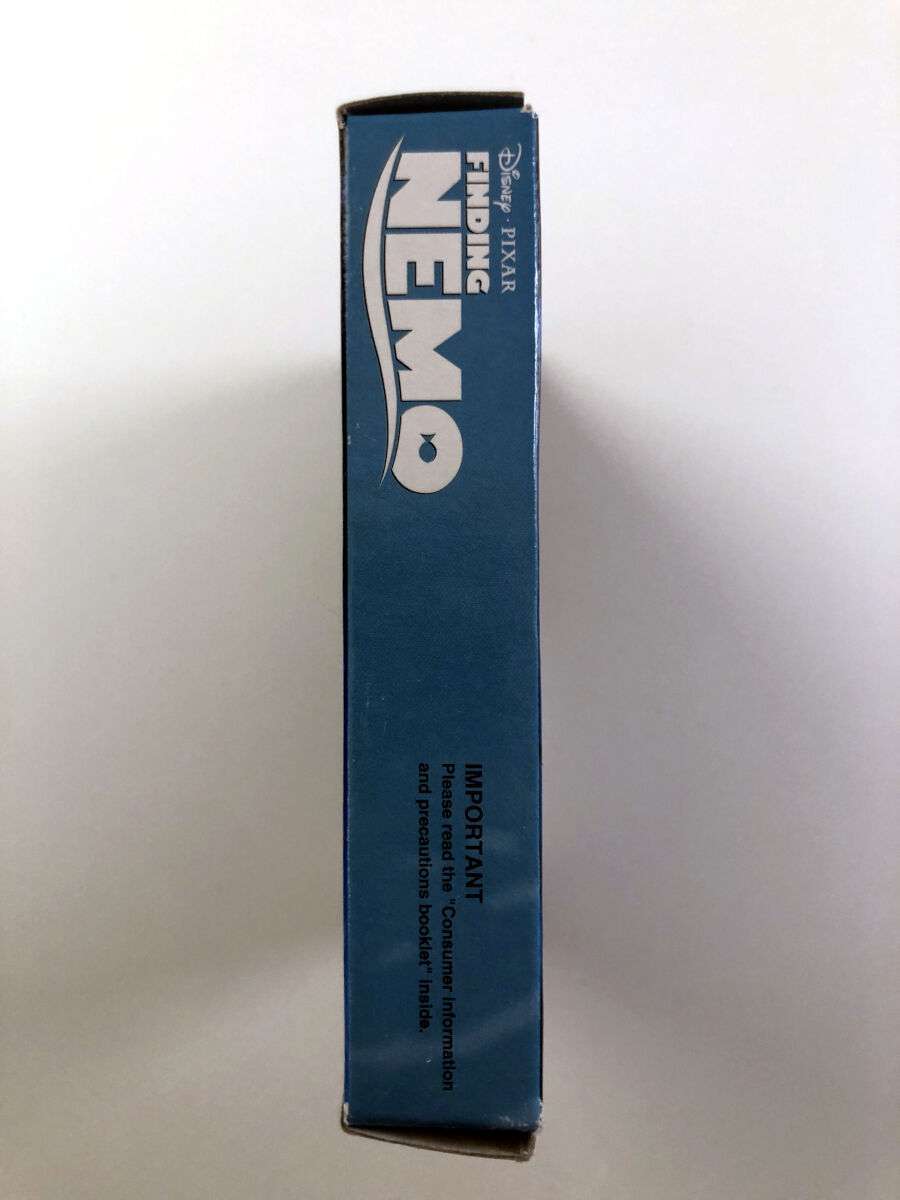 Disney · PIXAR
FINDING
NEMO
IMPORTANT
Please read the "Consumer Information
and precautions booklet" inside.